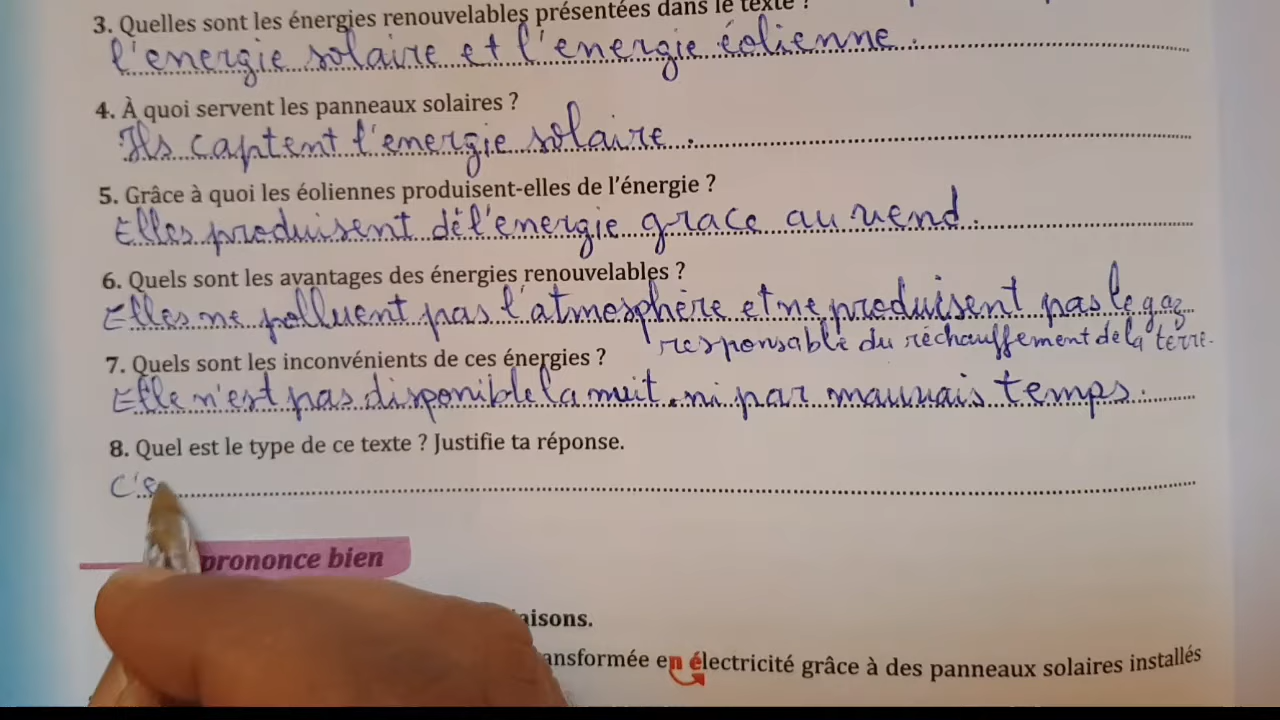 3. Quelles sont les énergies renouvelables présentées dans le texte ?
l'energie solaire et l'energie éolienne.
4. À quoi servent les panneaux solaires ?
Ils captent l'energie solaire.
5. Grâce à quoi les éoliennes produisent-elles de l'énergie ?
Elles produisent de l'energie grace au vend.
6. Quels sont les avantages des énergies renouvelables ?
Elles ne polluent pas l'atmosphère et ne produisent pas le gaz
responsable du réchauffement de la terre.
7. Quels sont les inconvénients de ces énergies ?
Elle n'est pas disponible la nuit, ni par mauvais temps.
8. Quel est le type de ce texte ? Justifie ta réponse.
C'e
prononce bien
aisons.
ansformée en électricité grâce à des panneaux solaires installés